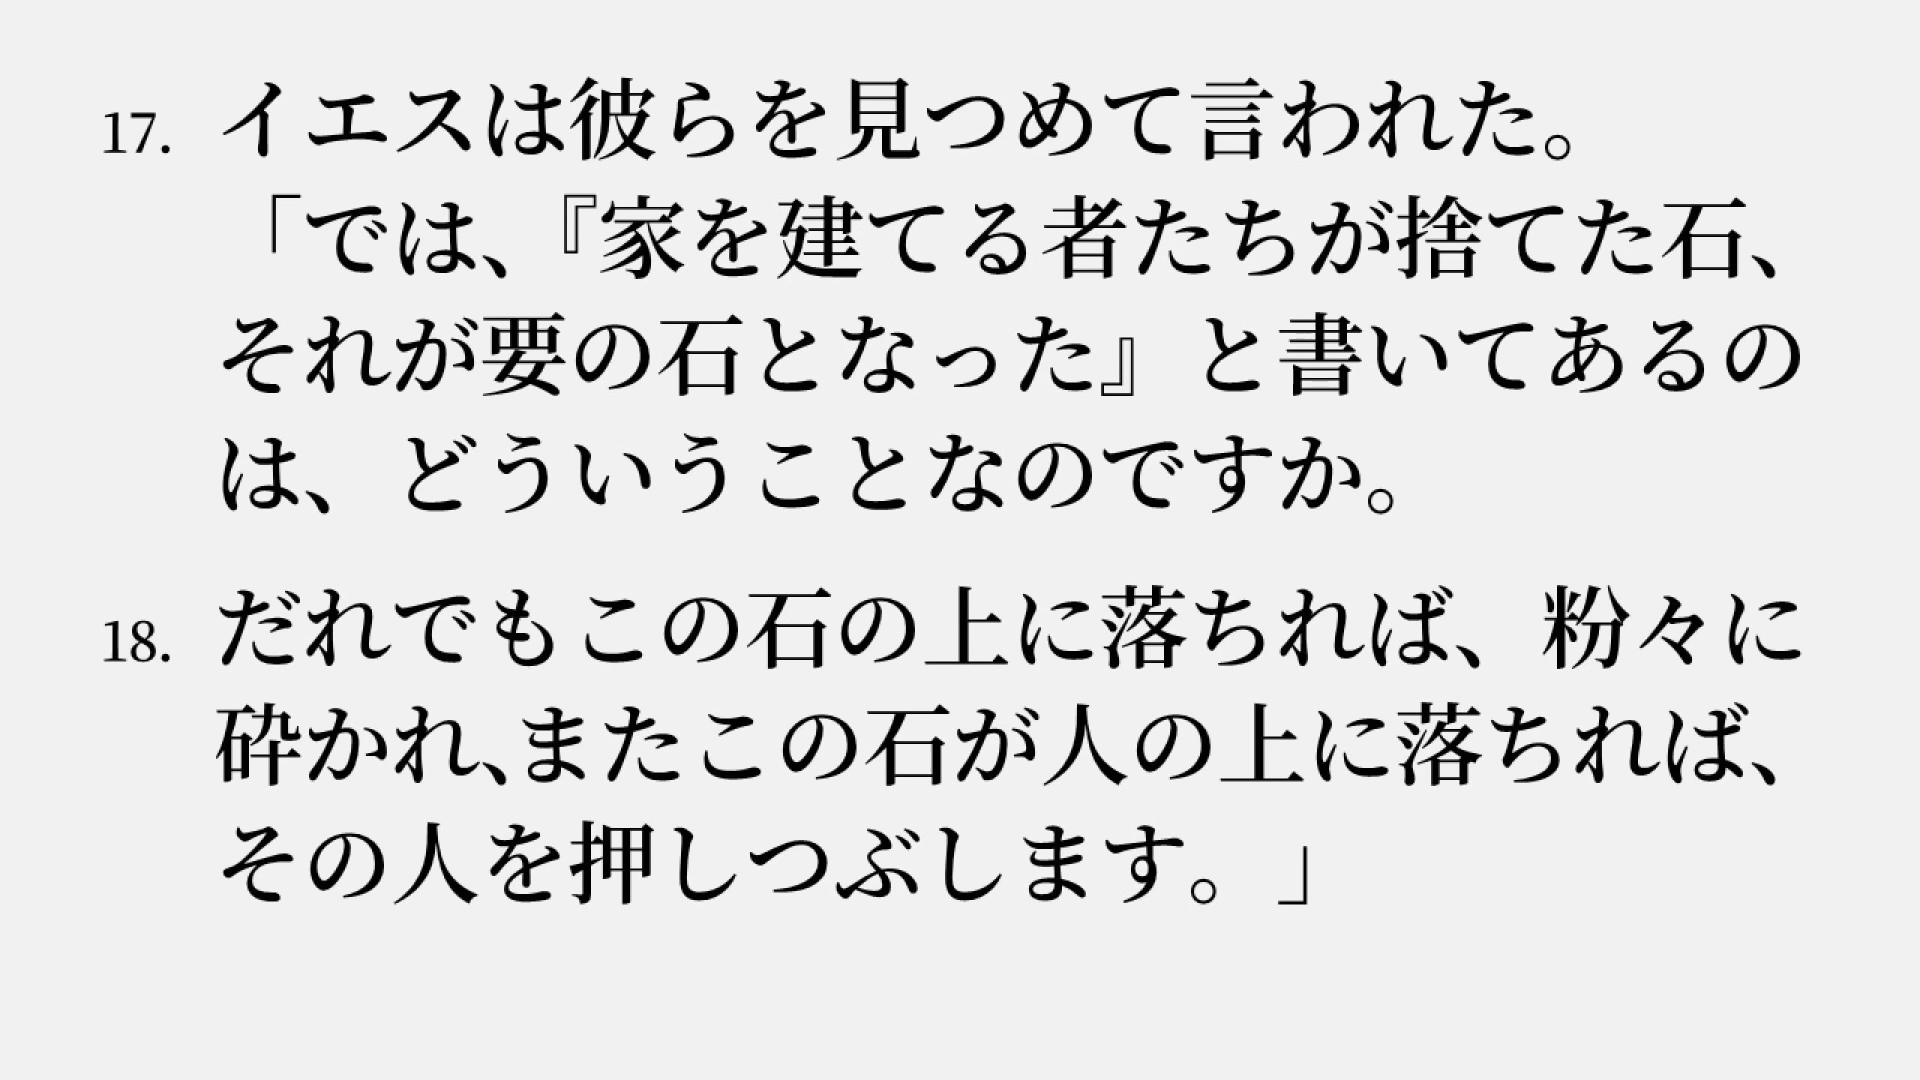 17. イエスは彼らを見つめて言われた。
「では、『家を建てる者たちが捨てた石、
それが要の石となった』と書いてあるの
は、どういうことなのですか。
18. だれでもこの石の上に落ちれば、粉々に
砕かれ、またこの石が人の上に落ちれば、
その人を押しつぶします。」